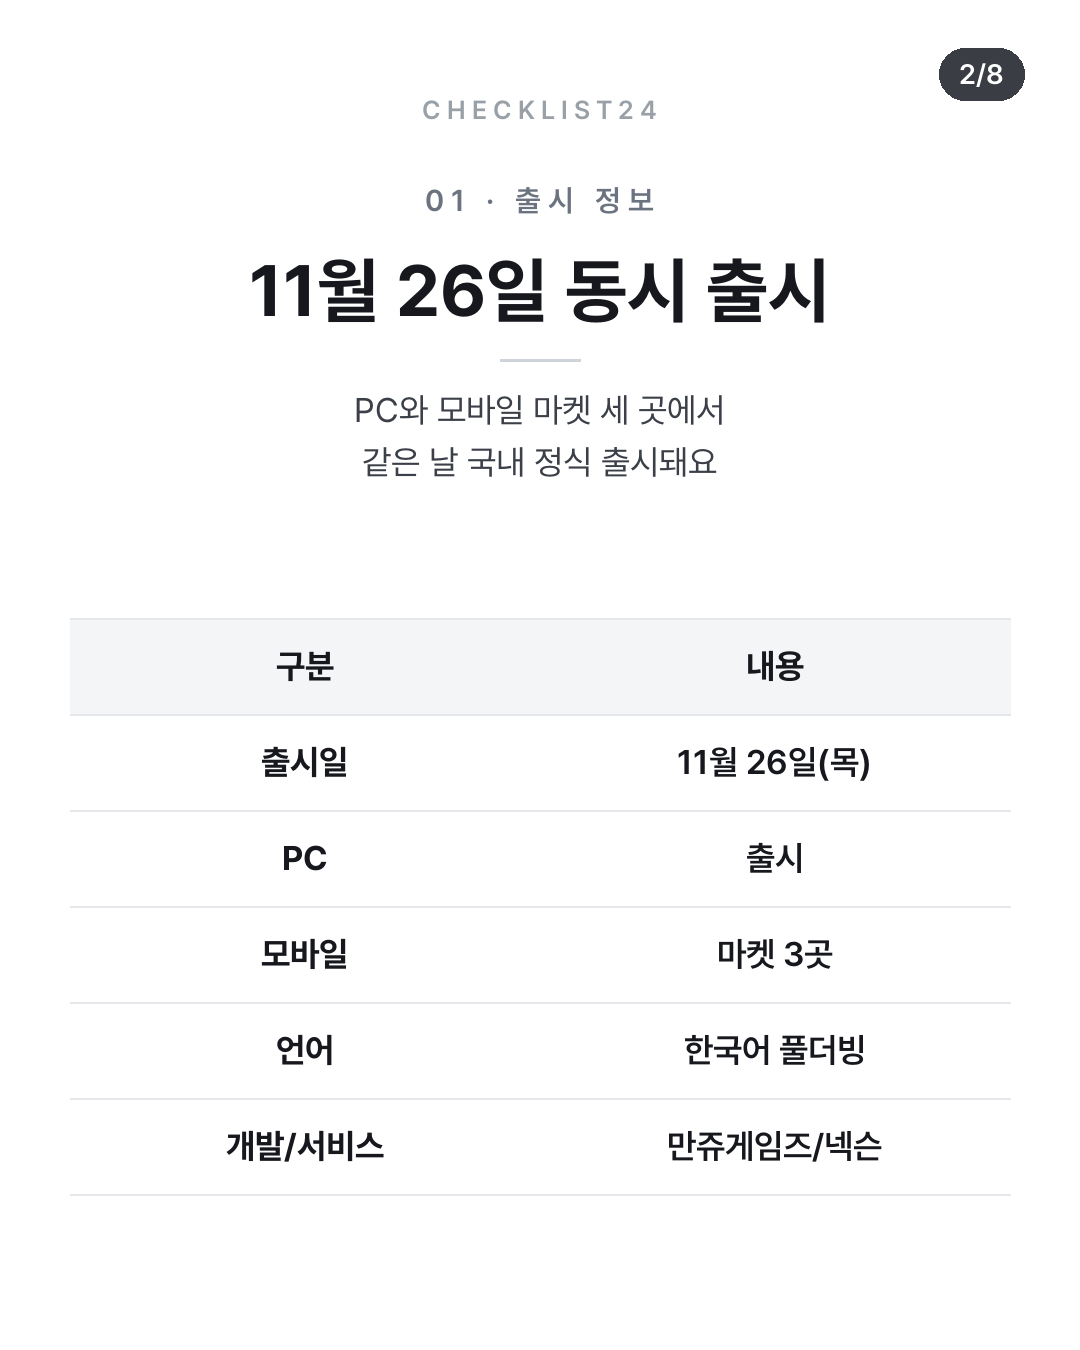 2/8
CHECKLIST24
01 · 출시 정보
11월 26일 동시 출시
PC와 모바일 마켓 세 곳에서
같은 날 국내 정식 출시돼요
구분 내용
출시일 11월 26일(목)
PC 출시
모바일 마켓 3곳
언어 한국어 풀더빙
개발/서비스 만쥬게임즈/넥슨